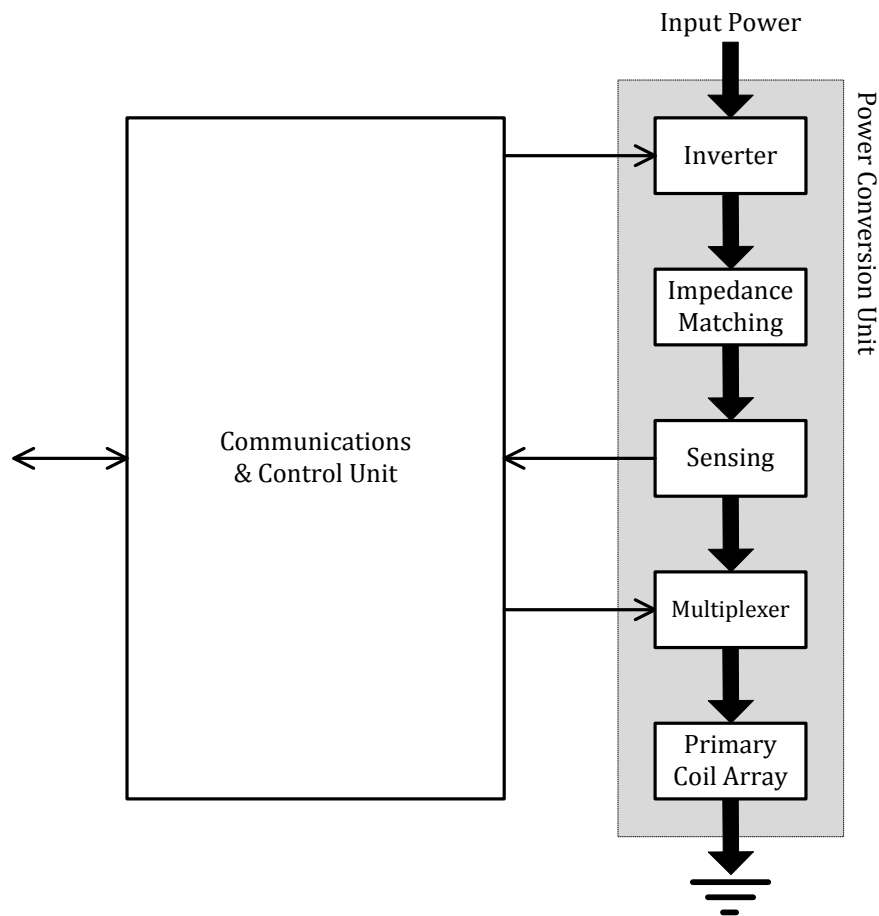 Input Power
Power Conversion Unit
Inverter
Impedance
Matching
Communications
& Control Unit
Sensing
Multiplexer
Primary
Coil Array